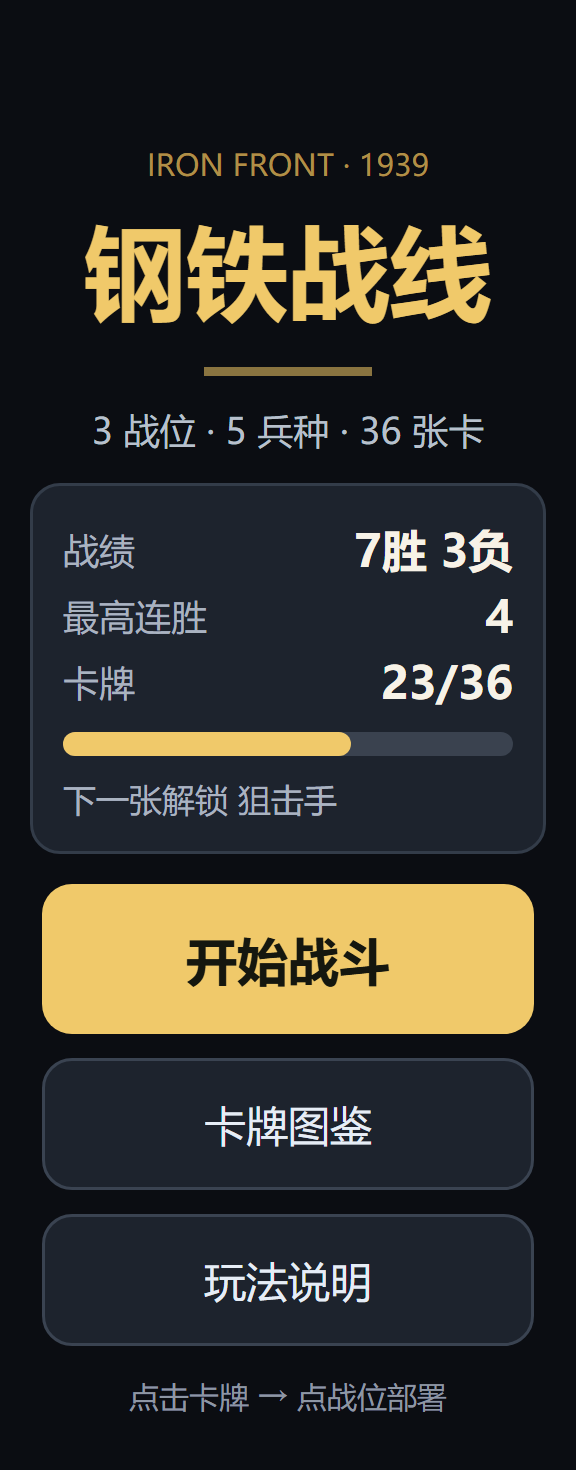 IRON FRONT · 1939
钢铁战线
3 战位 · 5 兵种 · 36 张卡
战绩 7胜 3负
最高连胜 4
卡牌 23/36
下一张解锁 狙击手
开始战斗
卡牌图鉴
玩法说明
点击卡牌 → 点战位部署